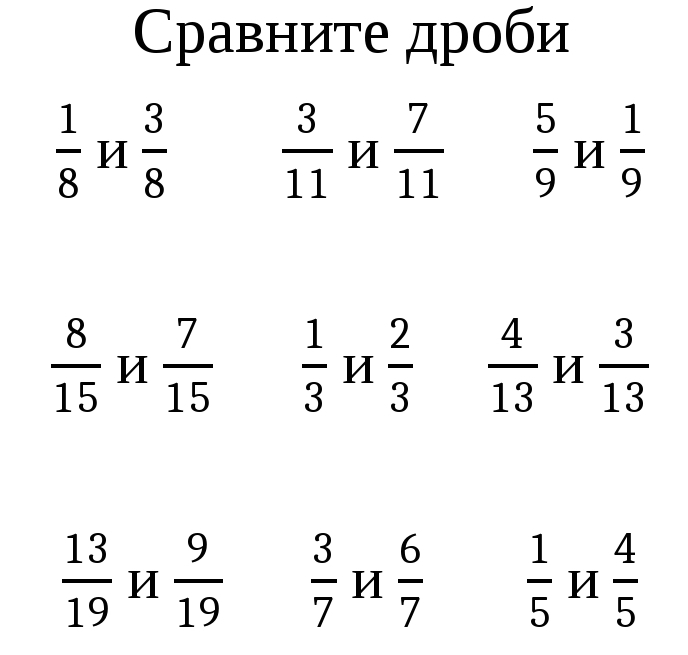 Сравните дроби
1/8 и 3/8 3/11 и 7/11 5/9 и 1/9
8/15 и 7/15 1/3 и 2/3 4/13 и 3/13
13/19 и 9/19 3/7 и 6/7 1/5 и 4/5